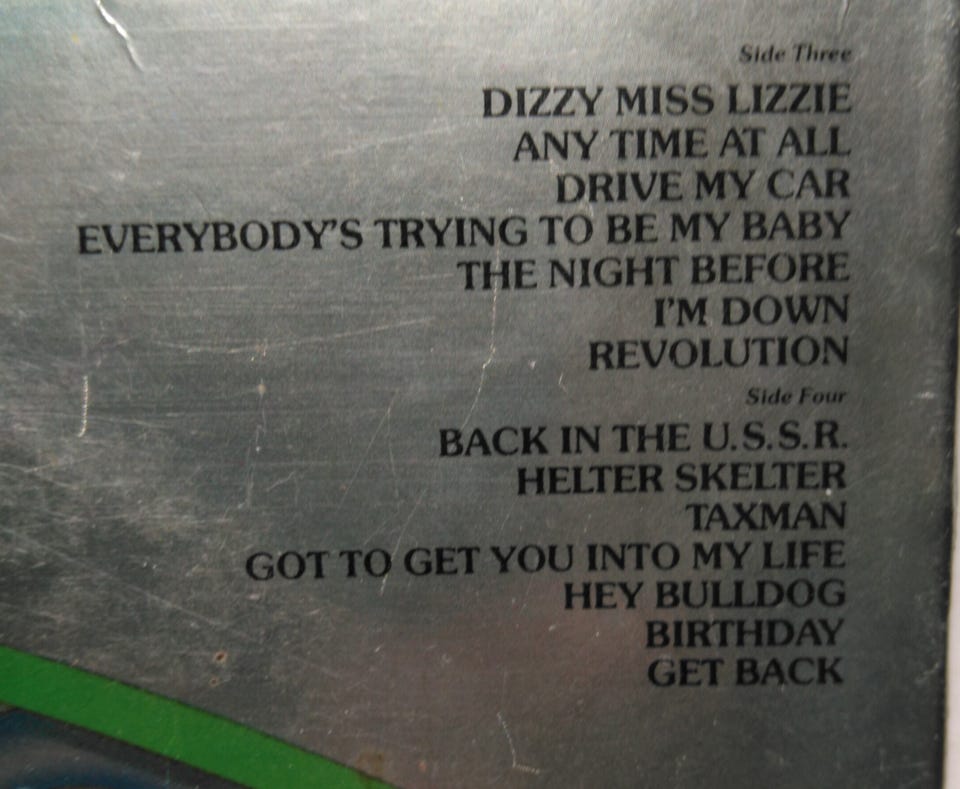 Side Three
DIZZY MISS LIZZIE
ANY TIME AT ALL
DRIVE MY CAR
EVERYBODY'S TRYING TO BE MY BABY
THE NIGHT BEFORE
I'M DOWN
REVOLUTION
Side Four
BACK IN THE U.S.S.R.
HELTER SKELTER
TAXMAN
GOT TO GET YOU INTO MY LIFE
HEY BULLDOG
BIRTHDAY
GET BACK